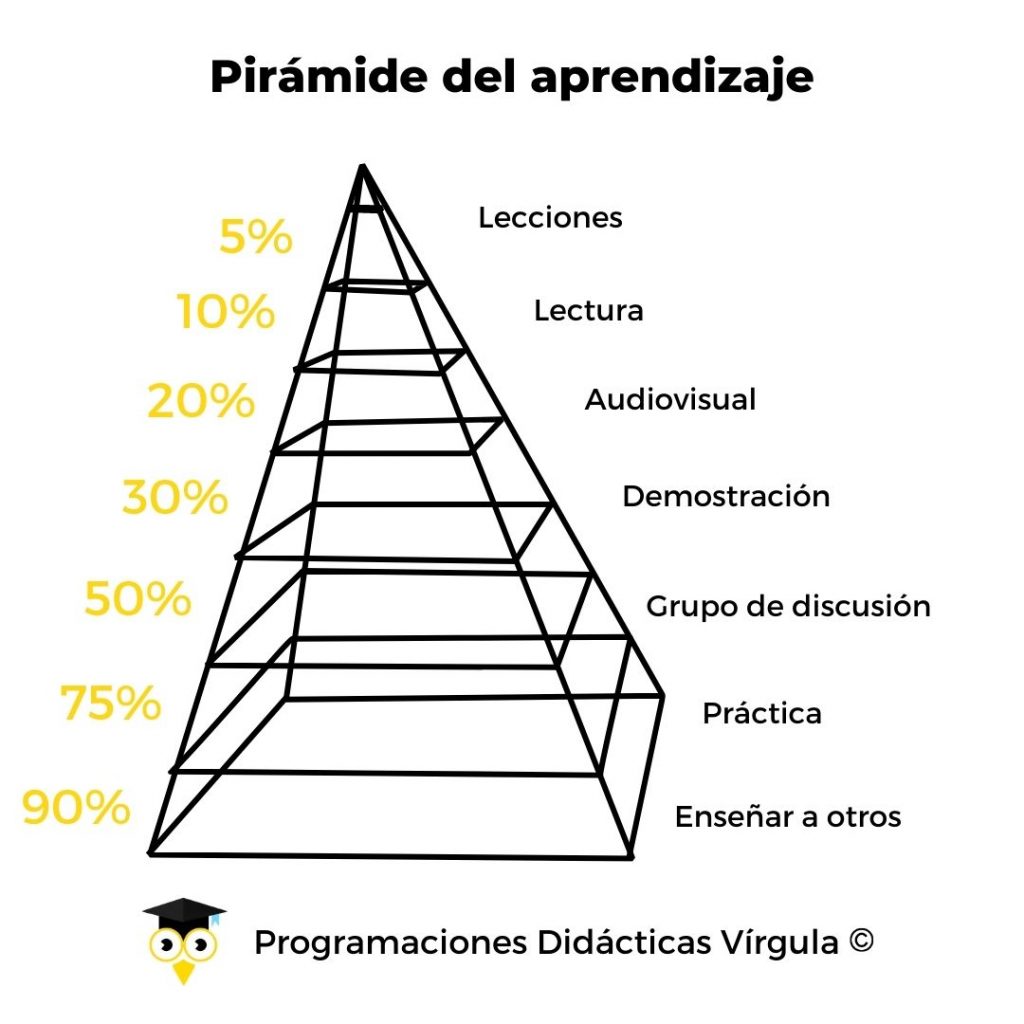 Pirámide del aprendizaje
5% Lecciones
10% Lectura
20% Audiovisual
30% Demostración
50% Grupo de discusión
75% Práctica
90% Enseñar a otros
Programaciones Didácticas Vírgula ©